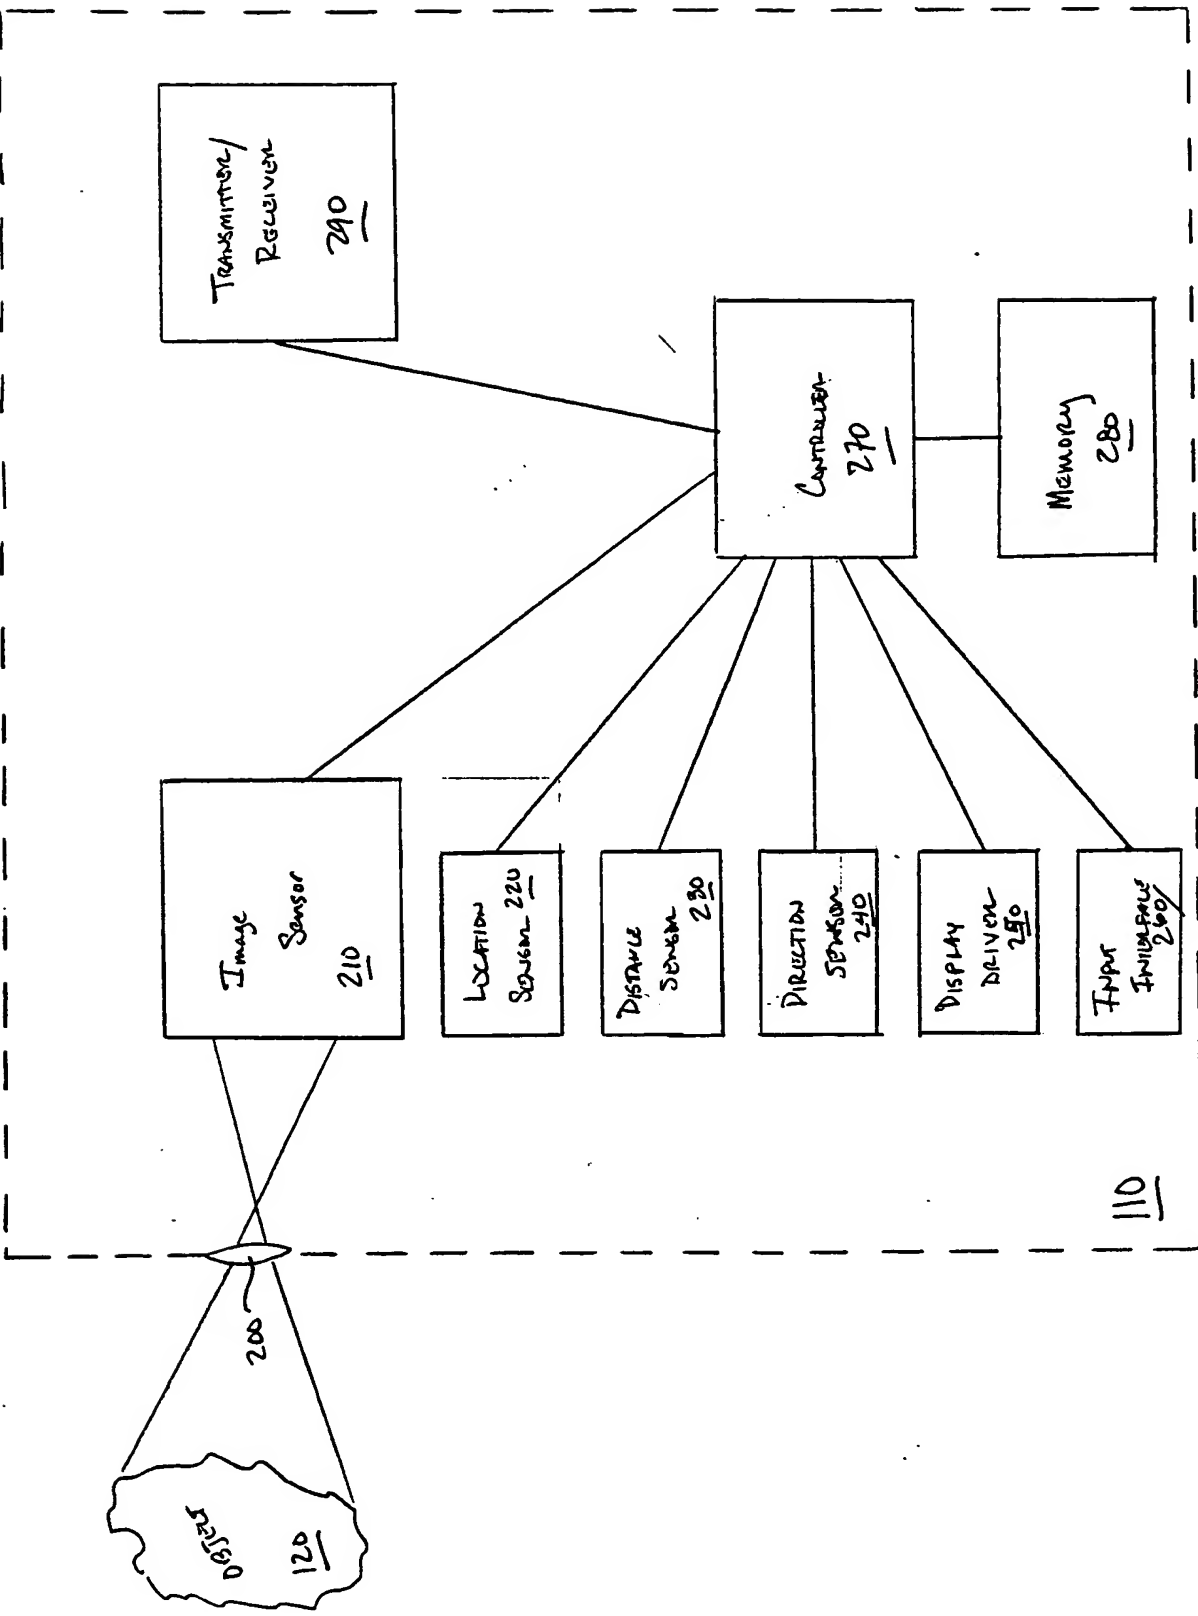 OBJECTS
120
200
Image
Sensor
210
TRANSMITTER/
RECEIVER
290
LOCATION
SENSOR 220
DISTANCE
SENSOR
230
DIRECTION
SENSOR
240
DISPLAY
DRIVER
250
INPUT
INTERFACE
260
CONTROLLER
270
MEMORY
280
110